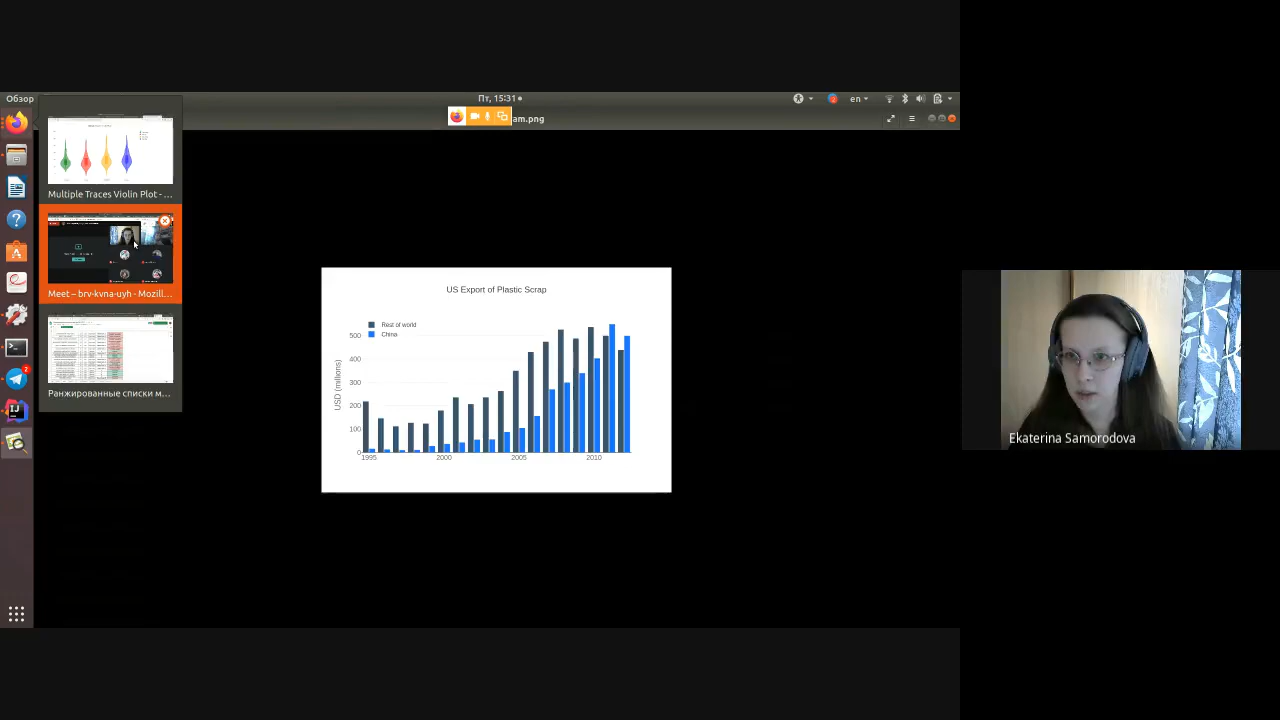 Обзор
Пт, 15:31
en
am.png
Multiple Traces Violin Plot - ...
Meet – brv-kvna-uyh - Mozill...
Ранжированные списки м...
US Export of Plastic Scrap
Rest of world
China
USD (millions)
500
400
300
200
100
0
1995
2000
2005
2010
Ekaterina Samorodova